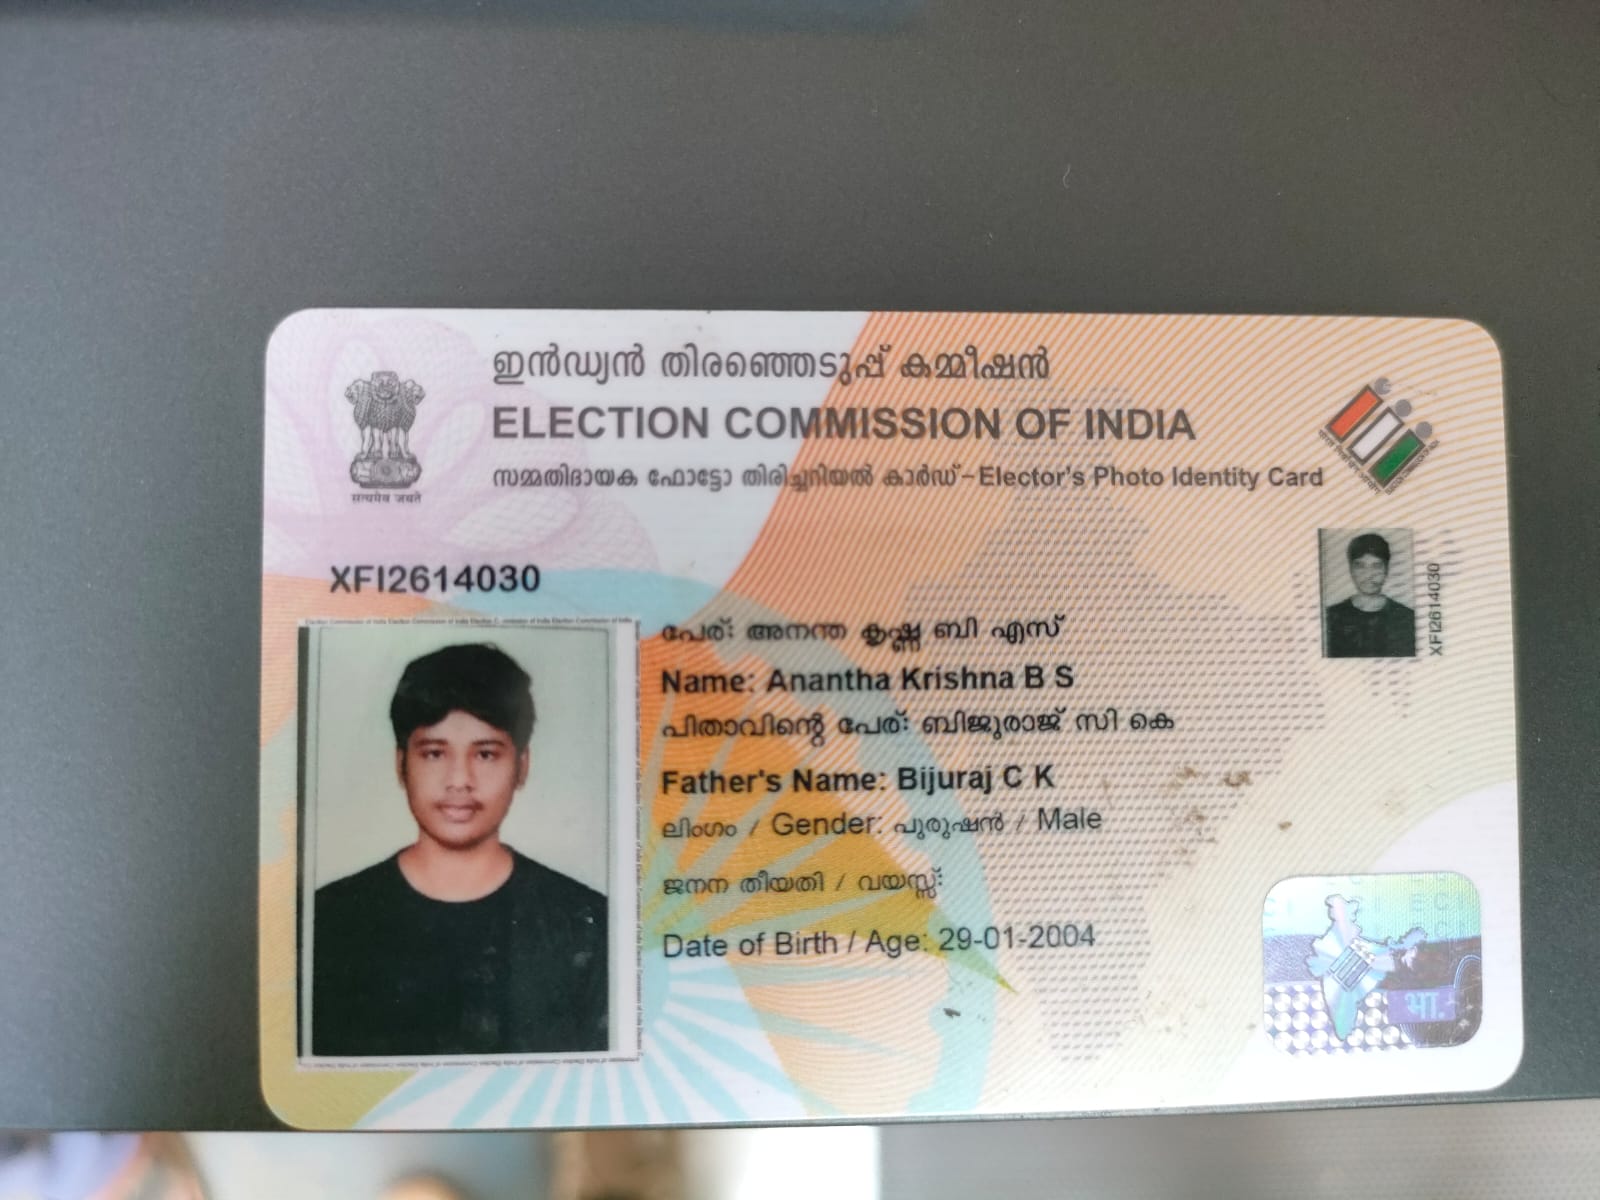 ഇൻഡ്യൻ തിരഞ്ഞെടുപ്പ് കമ്മീഷൻ
ELECTION COMMISSION OF INDIA
സമ്മതിദായക ഫോട്ടോ തിരിച്ചറിയൽ കാർഡ് – Elector's Photo Identity Card
सत्यमेव जयते
XFI2614030
XFI2614030
പേര്: അനന്ത കൃഷ്ണ ബി എസ്
Name: Anantha Krishna B S
പിതാവിന്റെ പേര്: ബിജുരാജ് സി കെ
Father's Name: Bijuraj C K
ലിംഗം / Gender: പുരുഷൻ / Male
ജനന തീയതി / വയസ്സ്:
Date of Birth / Age: 29-01-2004
भा.